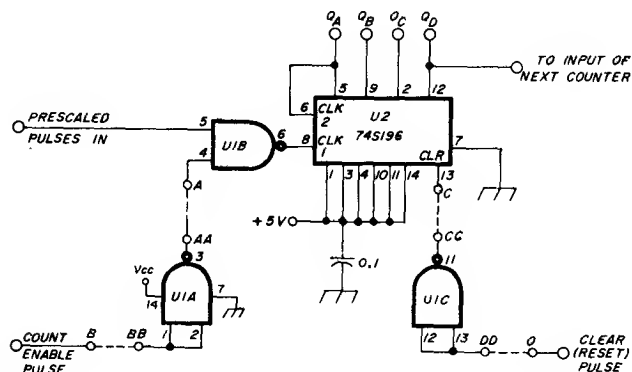 QA QB QC QD
5 9 2 12
TO INPUT OF
NEXT COUNTER
6 CLK
2
U2
74S196
PRESCALED
PULSES IN
5
4
U1B
6
8 CLK
1
CLR
7
1 3 4 10 11 14
13
A
C
+5V
AA
CC
3
11
0.1
Vcc
14
U1A
7
U1C
COUNT
ENABLE
PULSE
B
BB
1 2
12 13
DD
D
CLEAR
(RESET)
PULSE